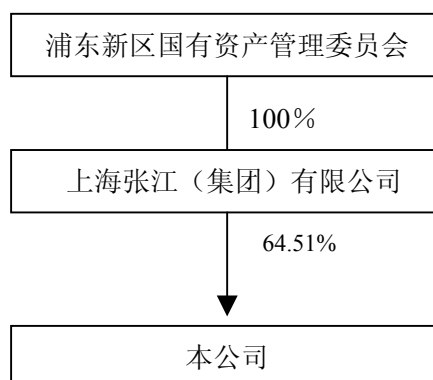 浦东新区国有资产管理委员会
100％
上海张江（集团）有限公司
64.51%
本公司